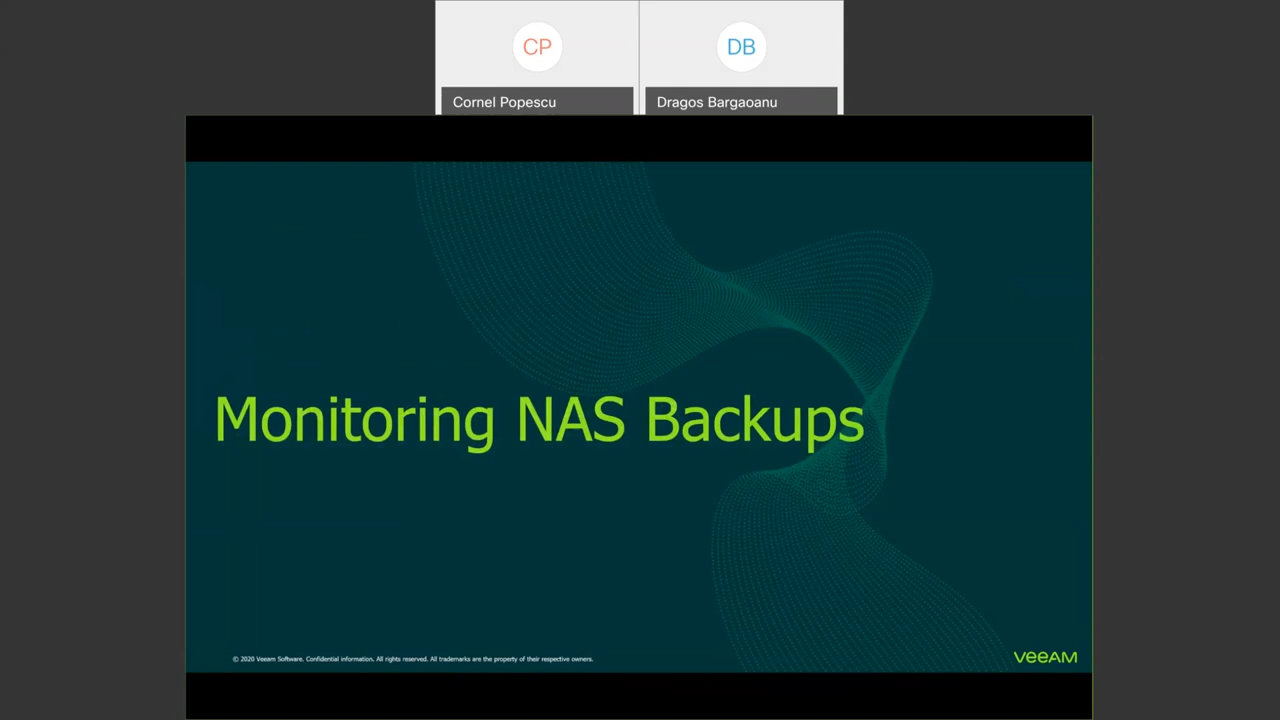 CP
DB
Cornel Popescu
Dragos Bargaoanu
Monitoring NAS Backups
© 2020 Veeam Software. Confidential information. All rights reserved. All trademarks are the property of their respective owners.
VEEAM